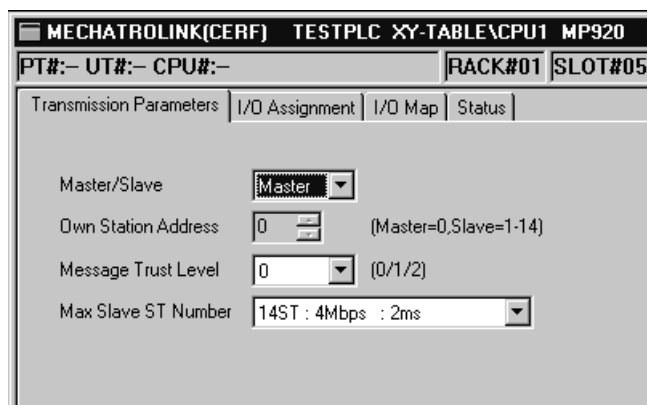 MECHATROLINK(CERF) TESTPLC XY-TABLE\CPU1 MP920
PT#:– UT#:– CPU#:– RACK#01 SLOT#05
Transmission Parameters I/O Assignment I/O Map Status
Master/Slave Master
Own Station Address 0 (Master=0,Slave=1-14)
Message Trust Level 0 (0/1/2)
Max Slave ST Number 14ST : 4Mbps : 2ms